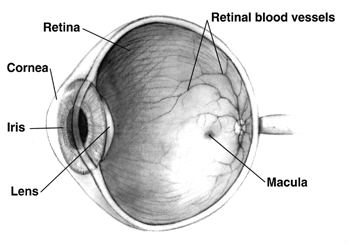 Retinal blood vessels
Retina
Cornea
Iris
Lens
Macula